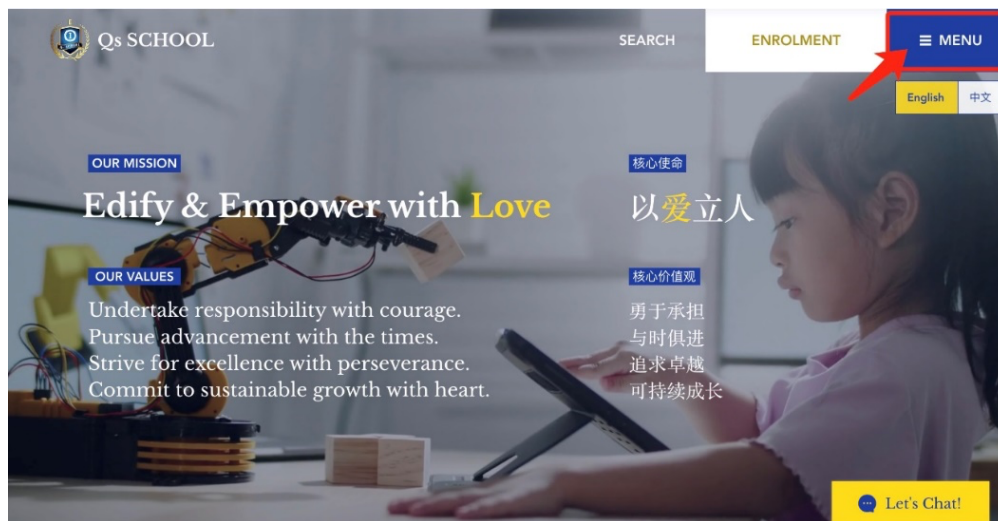 Qs SCHOOL
SEARCH
ENROLMENT
☰ MENU
English
中文
OUR MISSION
Edify & Empower with Love
核心使命
以爱立人
OUR VALUES
Undertake responsibility with courage.
Pursue advancement with the times.
Strive for excellence with perseverance.
Commit to sustainable growth with heart.
核心价值观
勇于承担
与时俱进
追求卓越
可持续成长
Let's Chat!